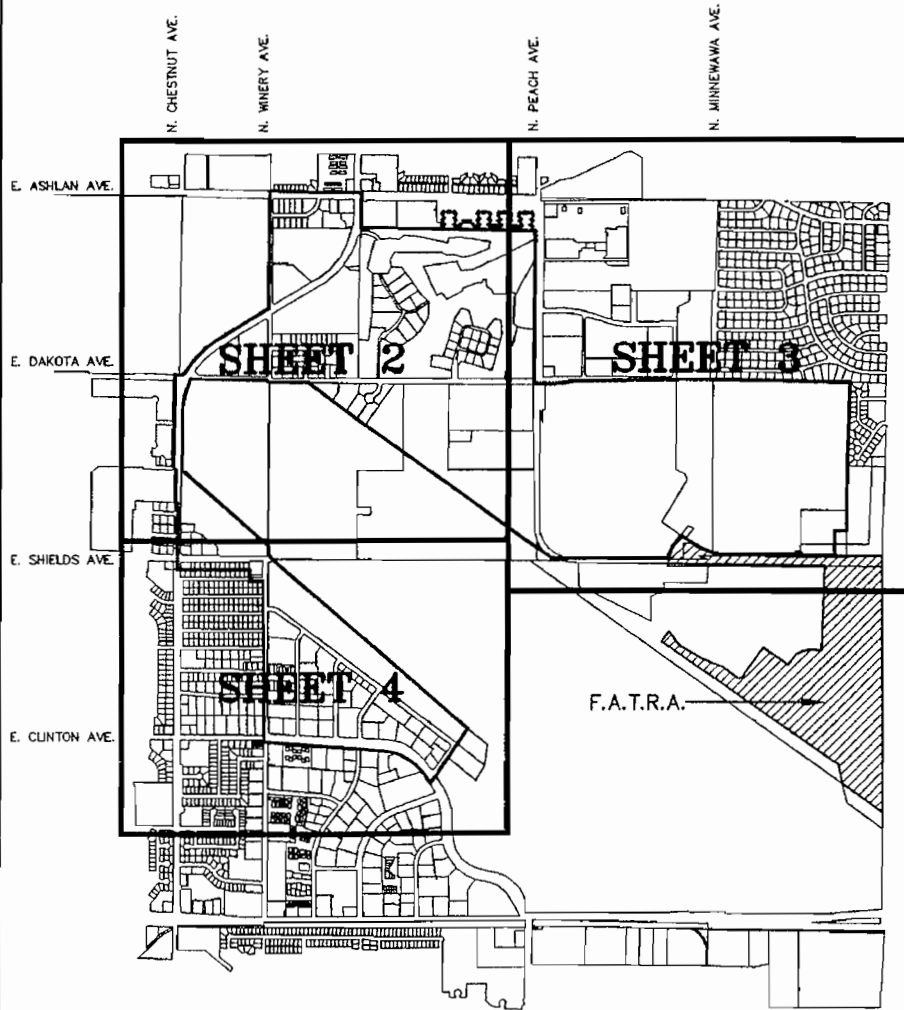 N. CHESTNUT AVE.
N. WINERY AVE.
N. PEACH AVE.
N. MINNEWAWA AVE.
E. ASHLAN AVE.
E. DAKOTA AVE.
SHEET 2
SHEET 3
E. SHIELDS AVE.
SHEET 4
F.A.T.R.A.
E. CLINTON AVE.